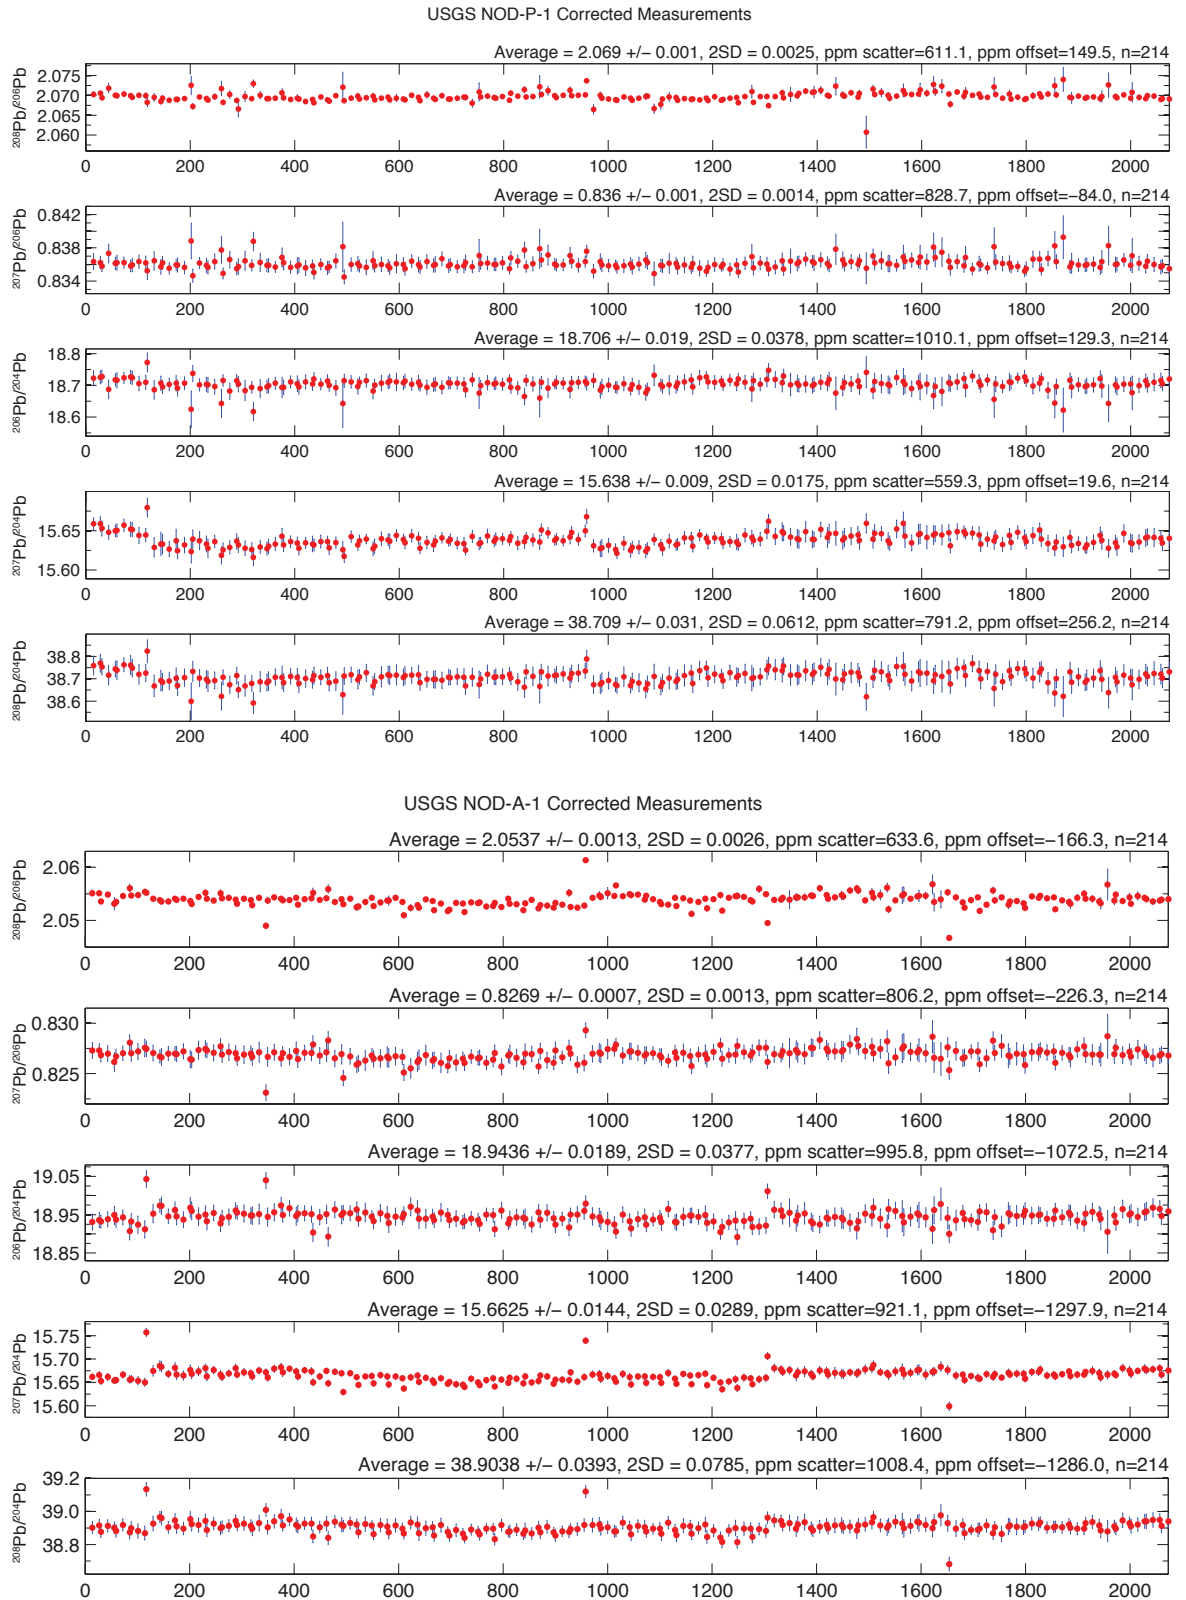 USGS NOD-P-1 Corrected Measurements
Average = 2.069 +/− 0.001, 2SD = 0.0025, ppm scatter=611.1, ppm offset=149.5, n=214
208Pb/206Pb
2.075
2.070
2.065
2.060
0 200 400 600 800 1000 1200 1400 1600 1800 2000
Average = 0.836 +/− 0.001, 2SD = 0.0014, ppm scatter=828.7, ppm offset=−84.0, n=214
207Pb/206Pb
0.842
0.838
0.834
0 200 400 600 800 1000 1200 1400 1600 1800 2000
Average = 18.706 +/− 0.019, 2SD = 0.0378, ppm scatter=1010.1, ppm offset=129.3, n=214
206Pb/204Pb
18.8
18.7
18.6
0 200 400 600 800 1000 1200 1400 1600 1800 2000
Average = 15.638 +/− 0.009, 2SD = 0.0175, ppm scatter=559.3, ppm offset=19.6, n=214
207Pb/204Pb
15.65
15.60
0 200 400 600 800 1000 1200 1400 1600 1800 2000
Average = 38.709 +/− 0.031, 2SD = 0.0612, ppm scatter=791.2, ppm offset=256.2, n=214
208Pb/204Pb
38.8
38.7
38.6
0 200 400 600 800 1000 1200 1400 1600 1800 2000
USGS NOD-A-1 Corrected Measurements
Average = 2.0537 +/− 0.0013, 2SD = 0.0026, ppm scatter=633.6, ppm offset=−166.3, n=214
208Pb/206Pb
2.06
2.05
0 200 400 600 800 1000 1200 1400 1600 1800 2000
Average = 0.8269 +/− 0.0007, 2SD = 0.0013, ppm scatter=806.2, ppm offset=−226.3, n=214
207Pb/206Pb
0.830
0.825
0 200 400 600 800 1000 1200 1400 1600 1800 2000
Average = 18.9436 +/− 0.0189, 2SD = 0.0377, ppm scatter=995.8, ppm offset=−1072.5, n=214
206Pb/204Pb
19.05
18.95
18.85
0 200 400 600 800 1000 1200 1400 1600 1800 2000
Average = 15.6625 +/− 0.0144, 2SD = 0.0289, ppm scatter=921.1, ppm offset=−1297.9, n=214
207Pb/204Pb
15.75
15.70
15.65
15.60
0 200 400 600 800 1000 1200 1400 1600 1800 2000
Average = 38.9038 +/− 0.0393, 2SD = 0.0785, ppm scatter=1008.4, ppm offset=−1286.0, n=214
208Pb/204Pb
39.2
39.0
38.8
0 200 400 600 800 1000 1200 1400 1600 1800 2000